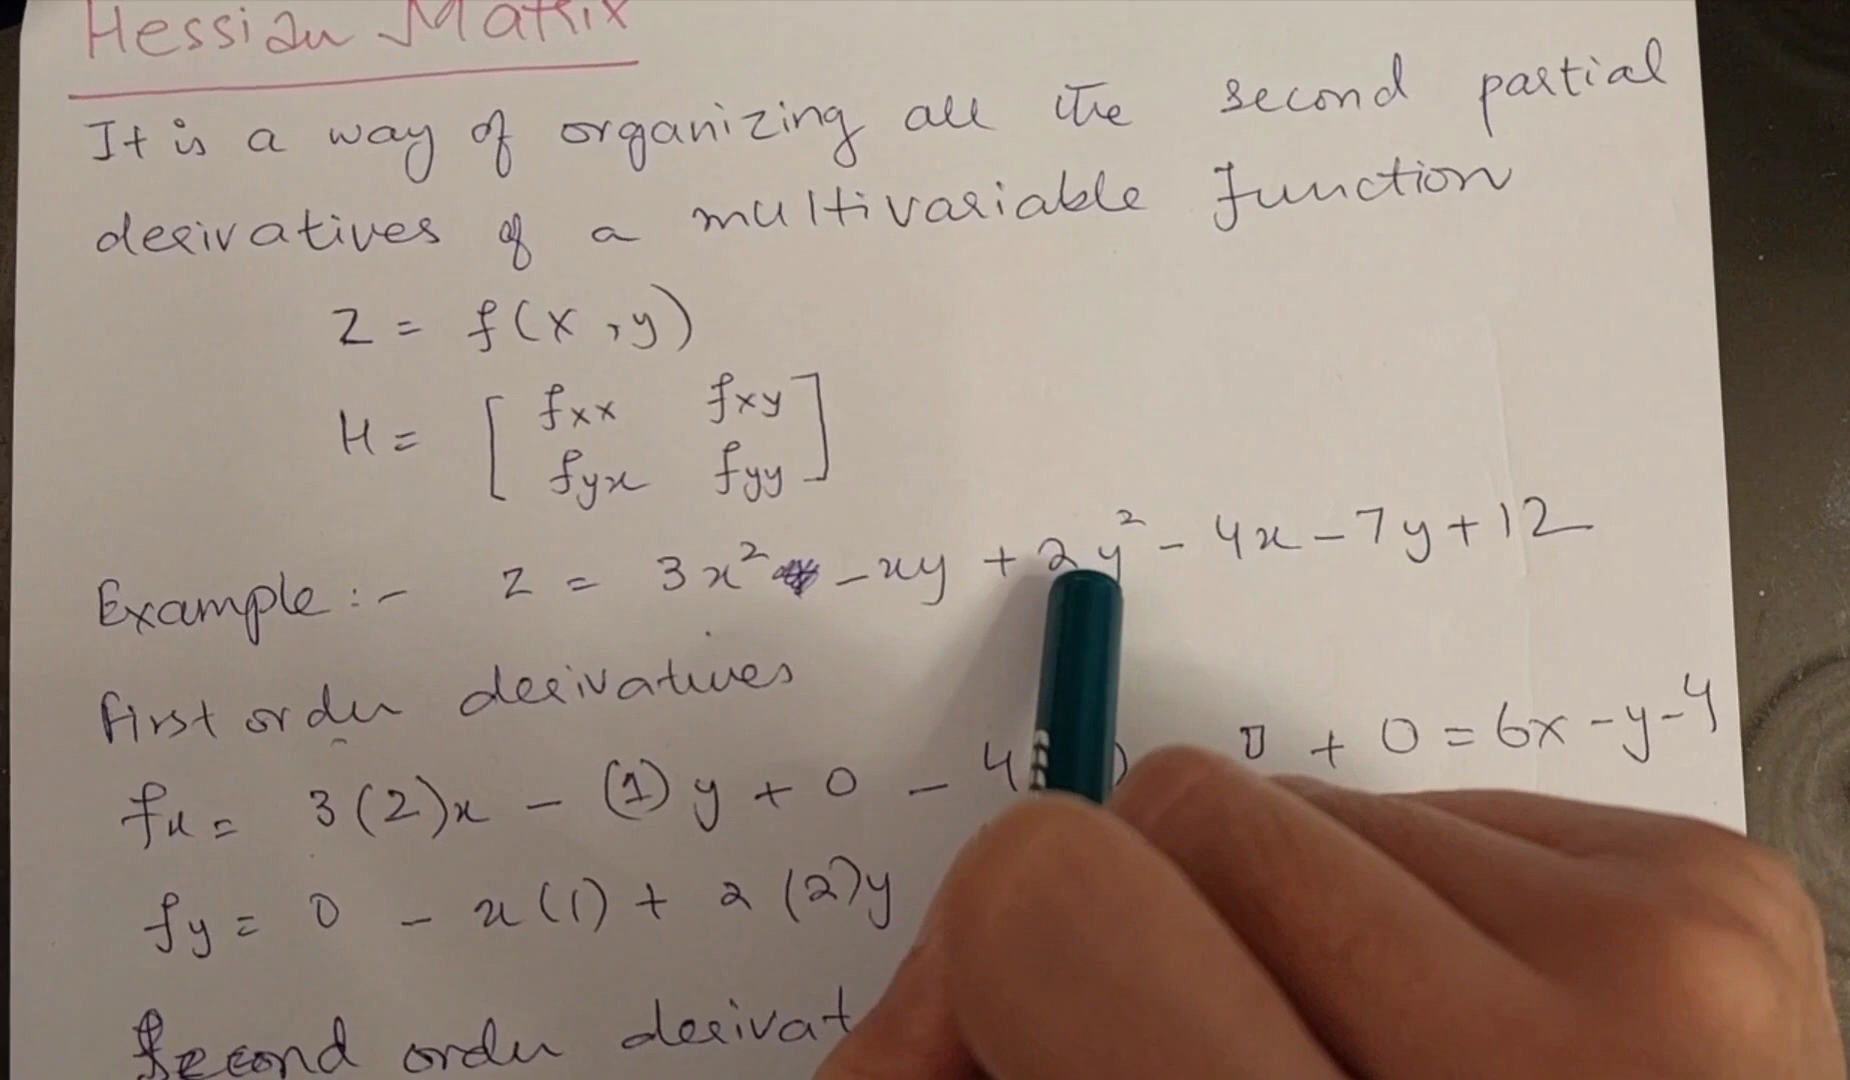 Hessian Matrix
It is a way of organizing all the second partial
derivatives of a multivariable function
Z = f(x,y)
H = [ fxx fxy
fyx fyy ]
Example:- Z = 3x² - xy + 2y² - 4x - 7y + 12
first order derivatives
fx = 3(2)x - (1)y + 0 - 4 ) 0 + 0 = 6x - y - 4
fy = 0 - x(1) + 2(2)y
Second order derivat